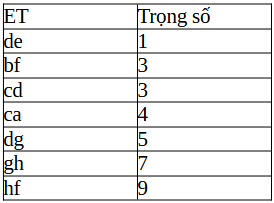 ET Trọng số
de 1
bf 3
cd 3
ca 4
dg 5
gh 7
hf 9